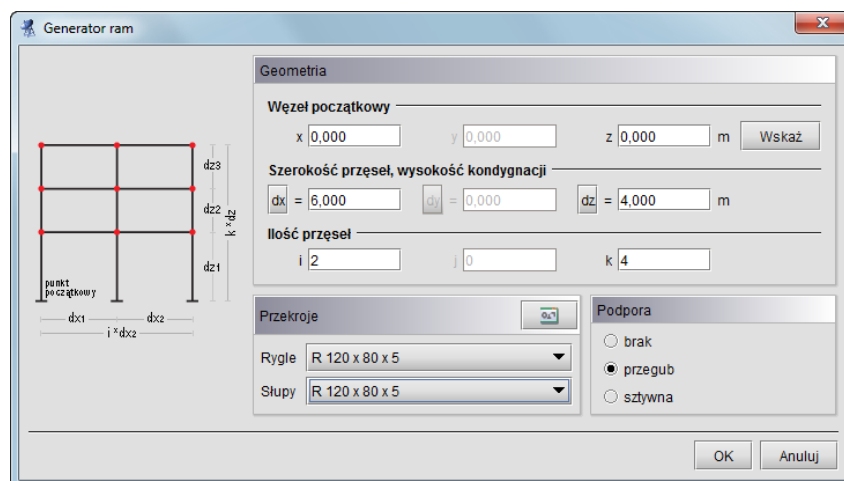 Generator ram
Geometria
Węzeł początkowy
x 0,000 y 0,000 z 0,000 m Wskaż
Szerokość przęseł, wysokość kondygnacji
dx = 6,000 dy = 0,000 dz = 4,000 m
Ilość przęseł
i 2 j 0 k 4
dz3
dz2
k*dz
dz1
punkt
początkowy
dx1 dx2
i*dx2
Przekroje
Rygle R 120 x 80 x 5
Słupy R 120 x 80 x 5
Podpora
brak
przegub
sztywna
OK Anuluj